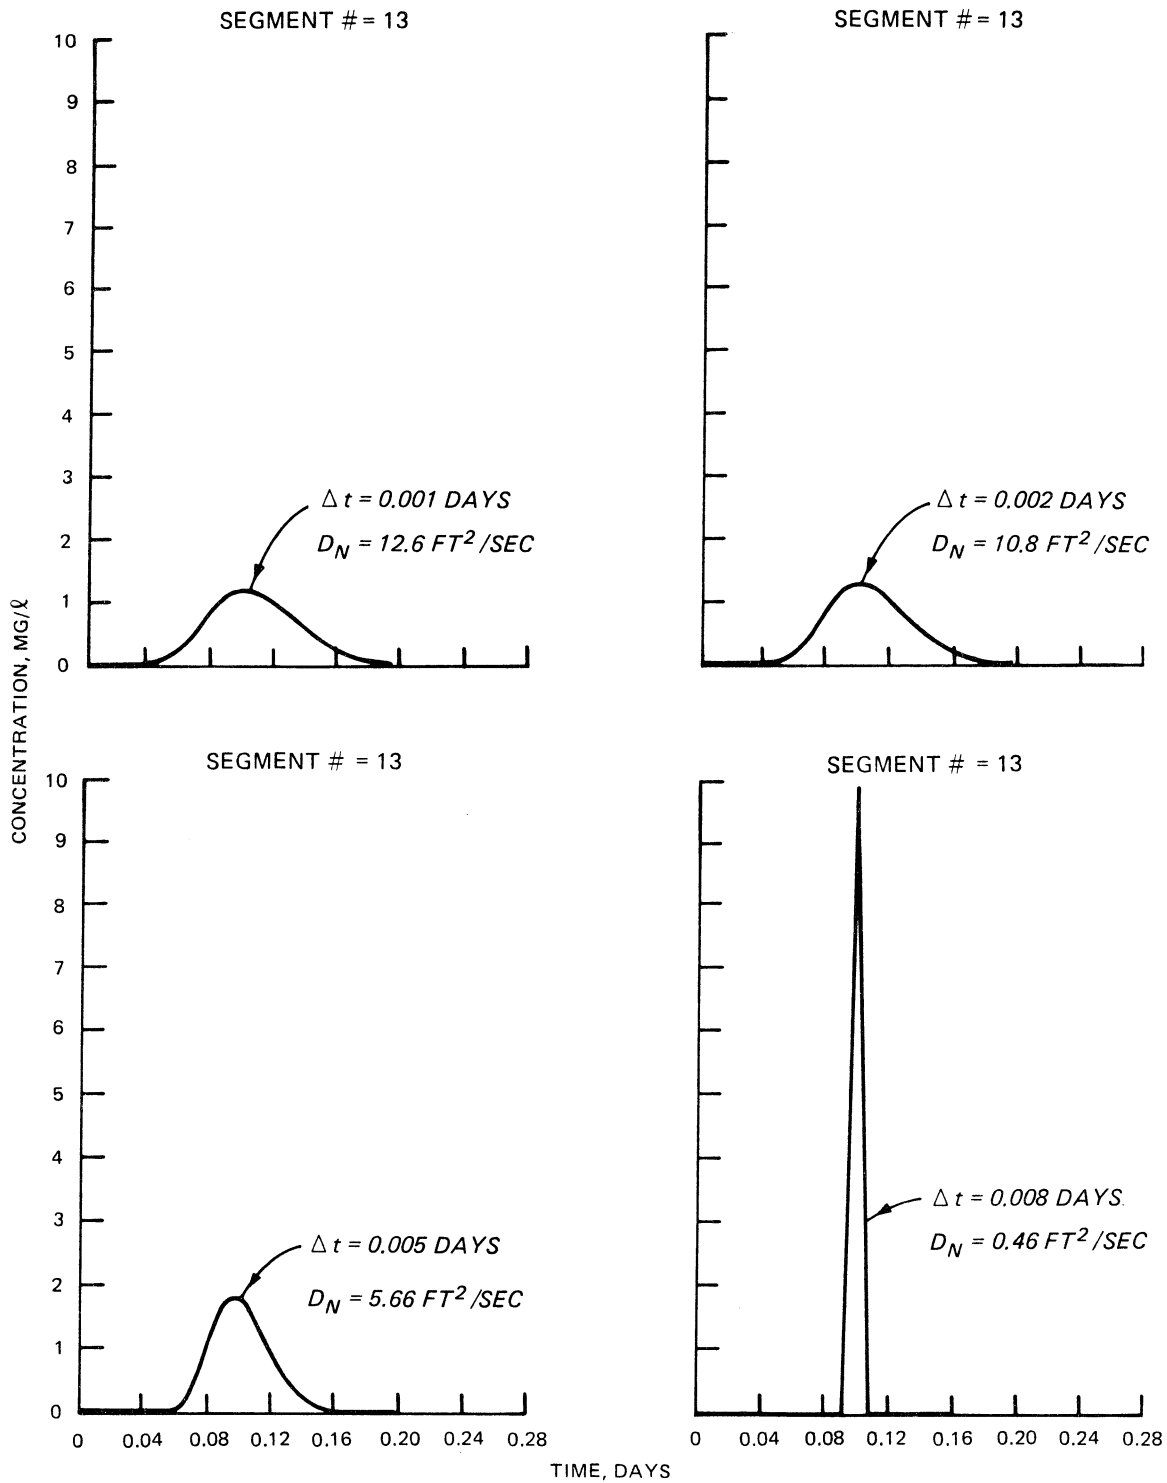 SEGMENT # = 13
10
9
8
7
6
5
4
3
2
1
0
Δ t = 0.001 DAYS
D_N = 12.6 FT²/SEC
SEGMENT # = 13
Δ t = 0.002 DAYS
D_N = 10.8 FT²/SEC
CONCENTRATION, MG/ℓ
SEGMENT # = 13
10
9
8
7
6
5
4
3
2
1
0
Δ t = 0.005 DAYS
D_N = 5.66 FT²/SEC
0 0.04 0.08 0.12 0.16 0.20 0.24 0.28
SEGMENT # = 13
Δ t = 0.008 DAYS.
D_N = 0.46 FT²/SEC
0 0.04 0.08 0.12 0.16 0.20 0.24 0.28
TIME, DAYS